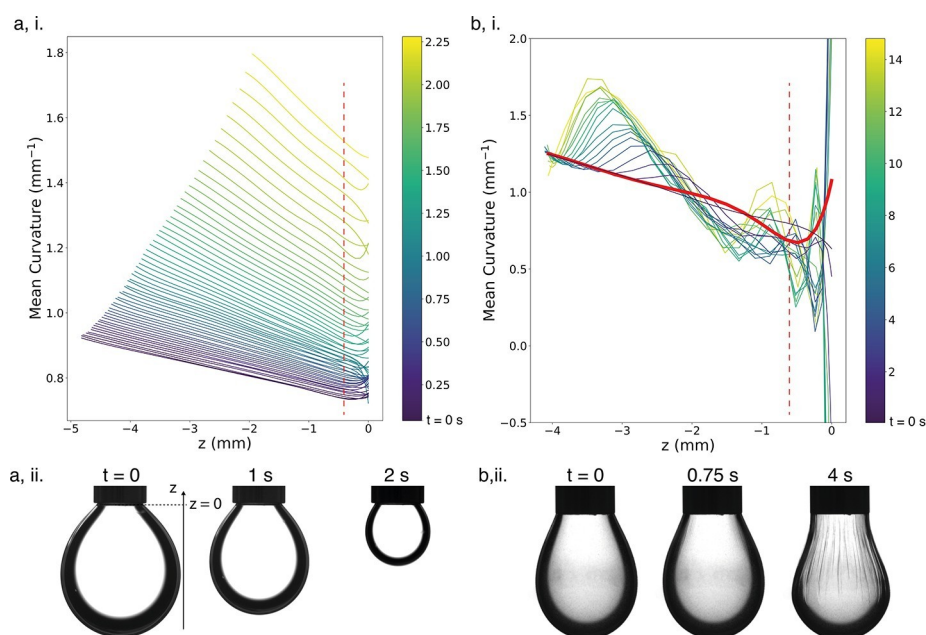 a, i.
1.8
1.6
1.4
1.2
1.0
0.8
Mean Curvature (mm⁻¹)
−5
−4
−3
−2
−1
0
z (mm)
2.25
2.00
1.75
1.50
1.25
1.00
0.75
0.50
0.25
t = 0 s
b, i.
2.0
1.5
1.0
0.5
0.0
−0.5
Mean Curvature (mm⁻¹)
−4
−3
−2
−1
0
z (mm)
14
12
10
8
6
4
2
t = 0 s
a, ii.
t = 0
z
z = 0
1 s
2 s
b,ii.
t = 0
0.75 s
4 s